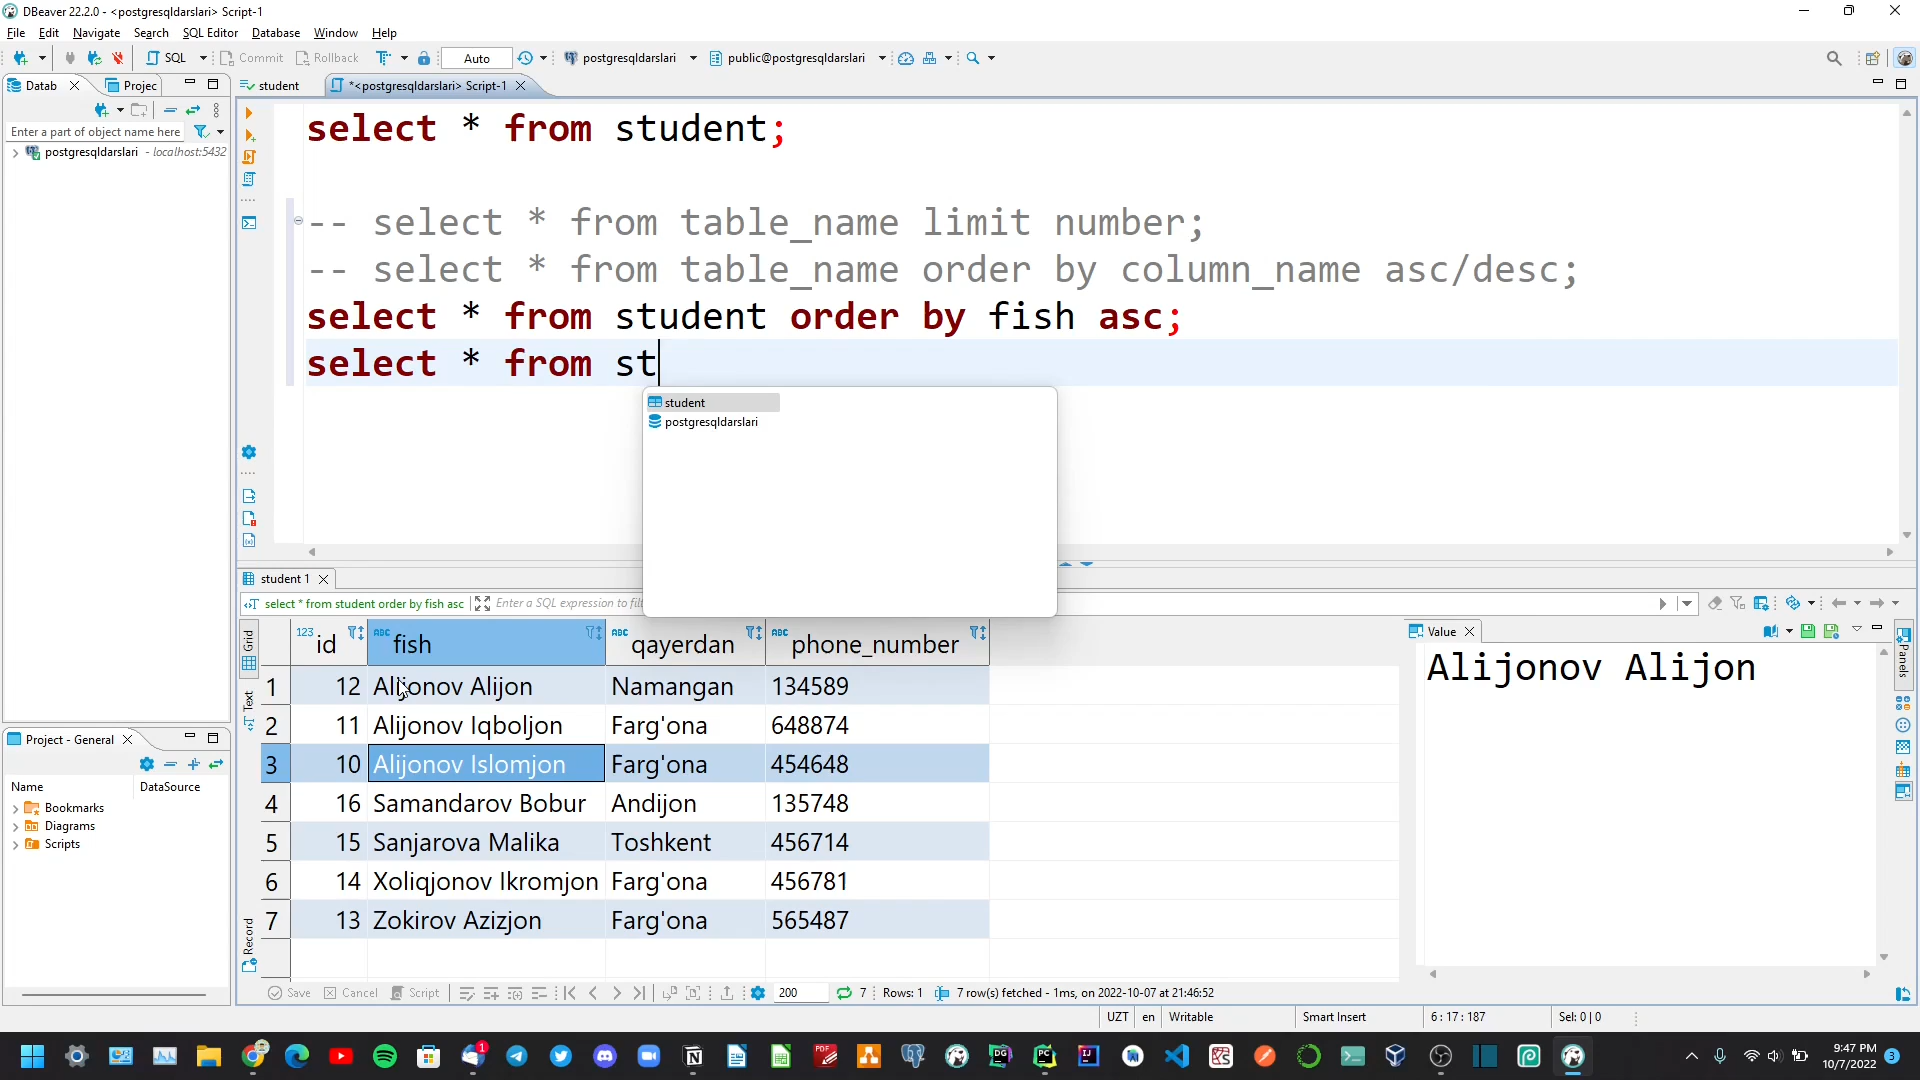 DBeaver 22.2.0 - <postgresqldarslari> Script-1
File Edit Navigate Search SQL Editor Database Window Help
SQL Commit Rollback Auto postgresqldarslari public@postgresqldarslari
Datab Projec student *<postgresqldarslari> Script-1
Enter a part of object name here
postgresqldarslari - localhost:5432
select * from student;
-- select * from table_name limit number;
-- select * from table_name order by column_name asc/desc;
select * from student order by fish asc;
select * from st
student
postgresqldarslari
student 1
select * from student order by fish asc Enter a SQL expression to filt
Grid
Text
Record
123 id ABC fish ABC qayerdan ABC phone_number
1 12 Alijonov Alijon Namangan 134589
2 11 Alijonov Iqboljon Farg'ona 648874
3 10 Alijonov Islomjon Farg'ona 454648
4 16 Samandarov Bobur Andijon 135748
5 15 Sanjarova Malika Toshkent 456714
6 14 Xoliqjonov Ikromjon Farg'ona 456781
7 13 Zokirov Azizjon Farg'ona 565487
Value
Alijonov Alijon
Panels
Project - General
Name DataSource
Bookmarks
Diagrams
Scripts
Save Cancel Script 200 7 Rows: 1 7 row(s) fetched - 1ms, on 2022-10-07 at 21:46:52
UZT en Writable Smart Insert 6 : 17 : 187 Sel: 0 | 0
9:47 PM
10/7/2022